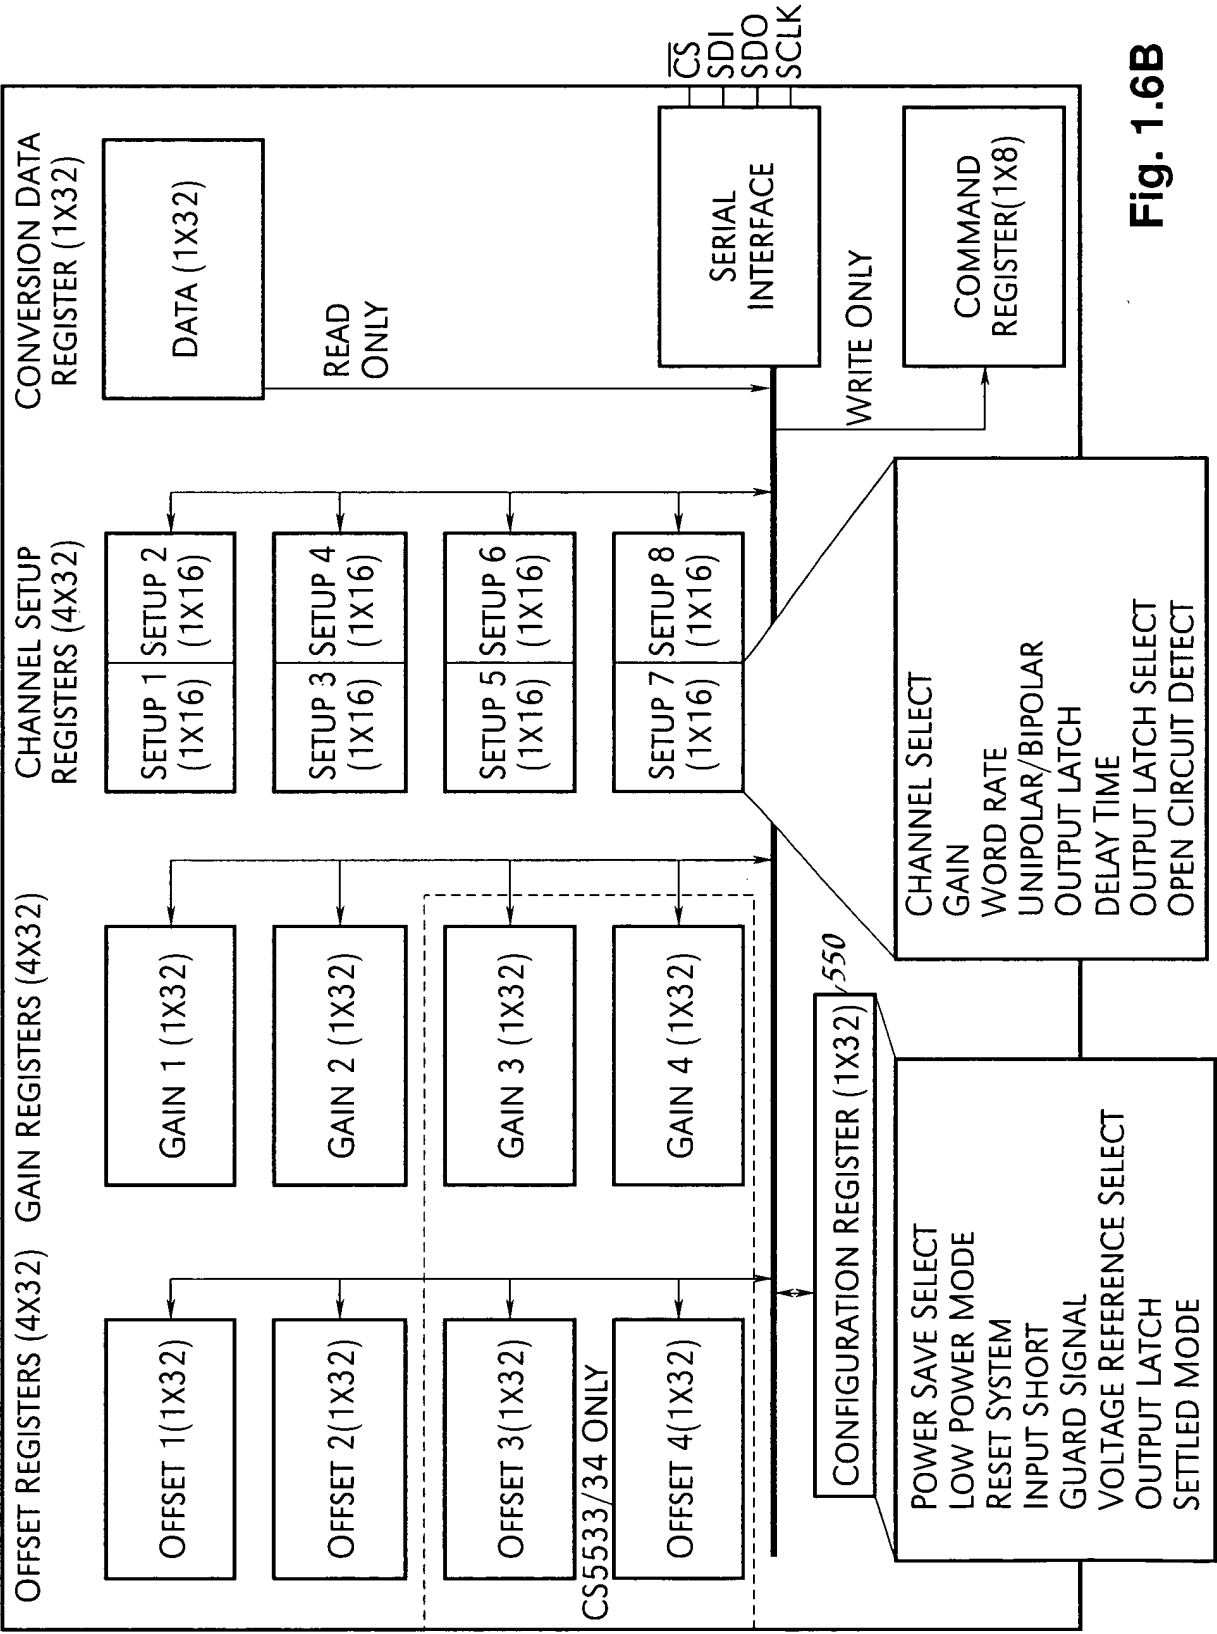 OFFSET REGISTERS (4X32)
OFFSET 1(1X32)
OFFSET 2(1X32)
OFFSET 3(1X32)
CS5533/34 ONLY
OFFSET 4(1X32)
GAIN REGISTERS (4X32)
GAIN 1 (1X32)
GAIN 2 (1X32)
GAIN 3 (1X32)
GAIN 4 (1X32)
CHANNEL SETUP
REGISTERS (4X32)
SETUP 1
(1X16)
SETUP 2
(1X16)
SETUP 3
(1X16)
SETUP 4
(1X16)
SETUP 5
(1X16)
SETUP 6
(1X16)
SETUP 7
(1X16)
SETUP 8
(1X16)
CONVERSION DATA
REGISTER (1X32)
DATA (1X32)
READ
ONLY
SERIAL
INTERFACE
CS
SDI
SDO
SCLK
WRITE ONLY
COMMAND
REGISTER(1X8)
CONFIGURATION REGISTER (1X32)
550
POWER SAVE SELECT
LOW POWER MODE
RESET SYSTEM
INPUT SHORT
GUARD SIGNAL
VOLTAGE REFERENCE SELECT
OUTPUT LATCH
SETTLED MODE
CHANNEL SELECT
GAIN
WORD RATE
UNIPOLAR/BIPOLAR
OUTPUT LATCH
DELAY TIME
OUTPUT LATCH SELECT
OPEN CIRCUIT DETECT
Fig. 1.6B